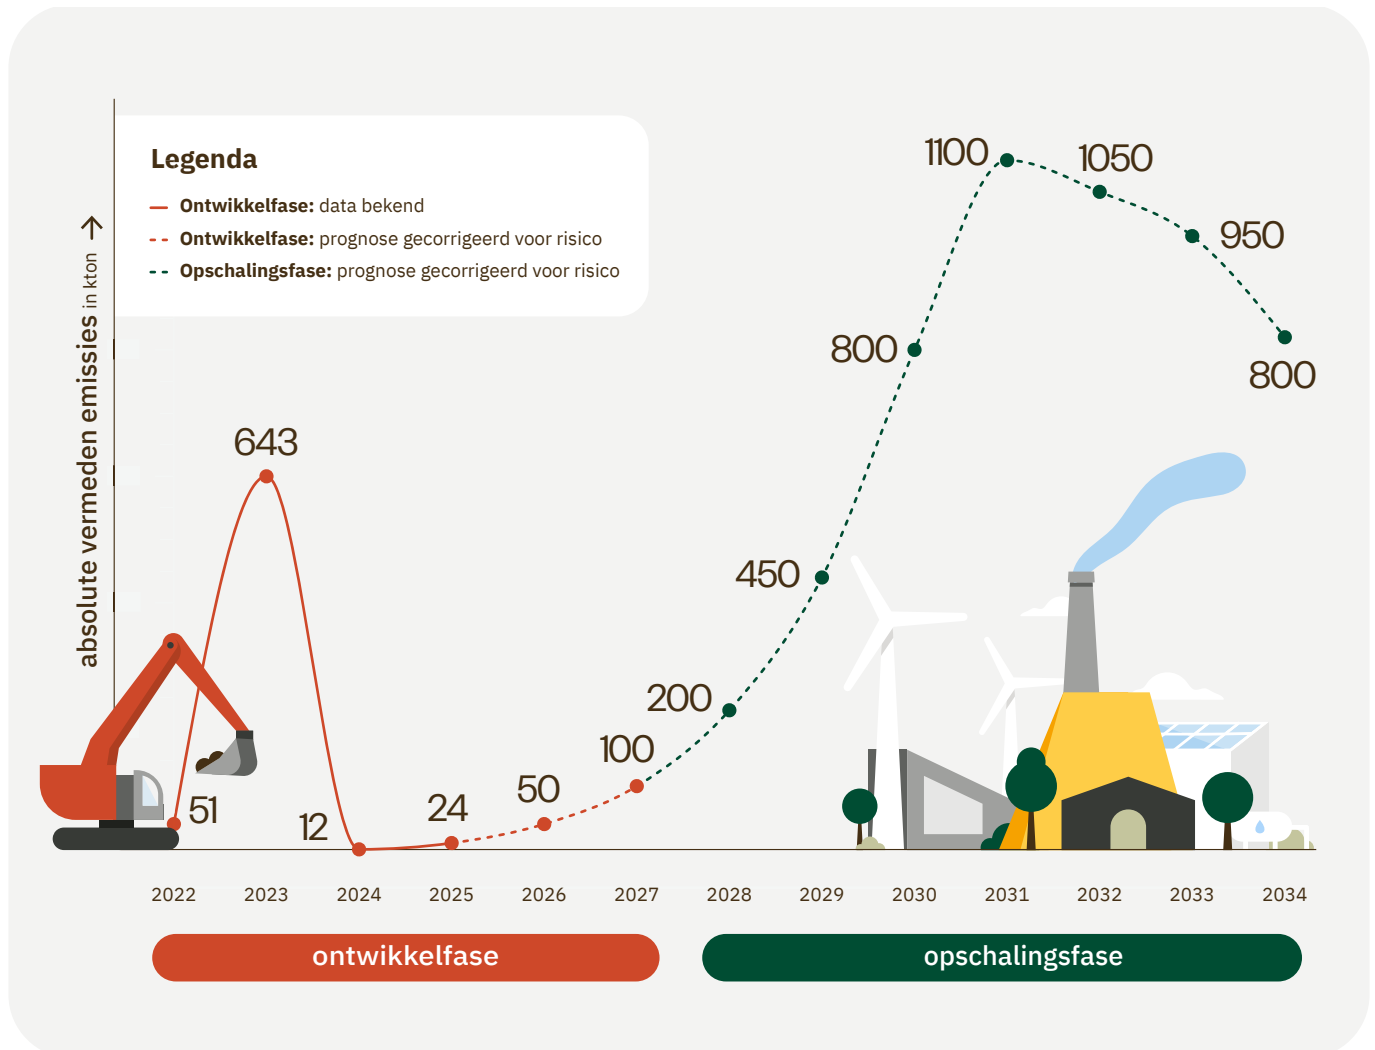 Legenda
Ontwikkelfase: data bekend
Ontwikkelfase: prognose gecorrigeerd voor risico
Opschalingsfase: prognose gecorrigeerd voor risico
absolute vermeden emissies in kton
51
643
12
24
50
100
200
450
800
1100
1050
950
800
2022 2023 2024 2025 2026 2027 2028 2029 2030 2031 2032 2033 2034
ontwikkelfase
opschalingsfase